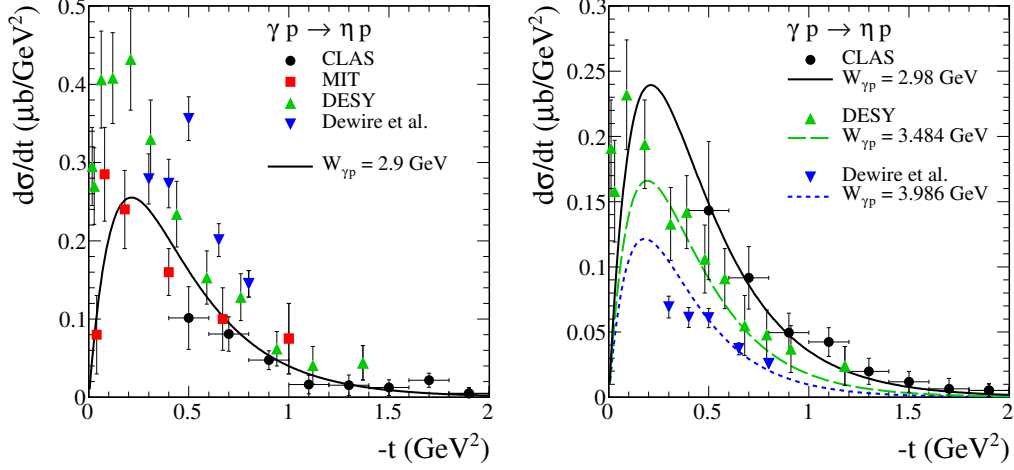 γ p → η p
CLAS
MIT
DESY
Dewire et al.
W_γp = 2.9 GeV
dσ/dt (μb/GeV²)
0.5
0.4
0.3
0.2
0.1
0
0 0.5 1 1.5 2
-t (GeV²)
γ p → η p
CLAS
W_γp = 2.98 GeV
DESY
W_γp = 3.484 GeV
Dewire et al.
W_γp = 3.986 GeV
dσ/dt (μb/GeV²)
0.3
0.25
0.2
0.15
0.1
0.05
0
0 0.5 1 1.5 2
-t (GeV²)